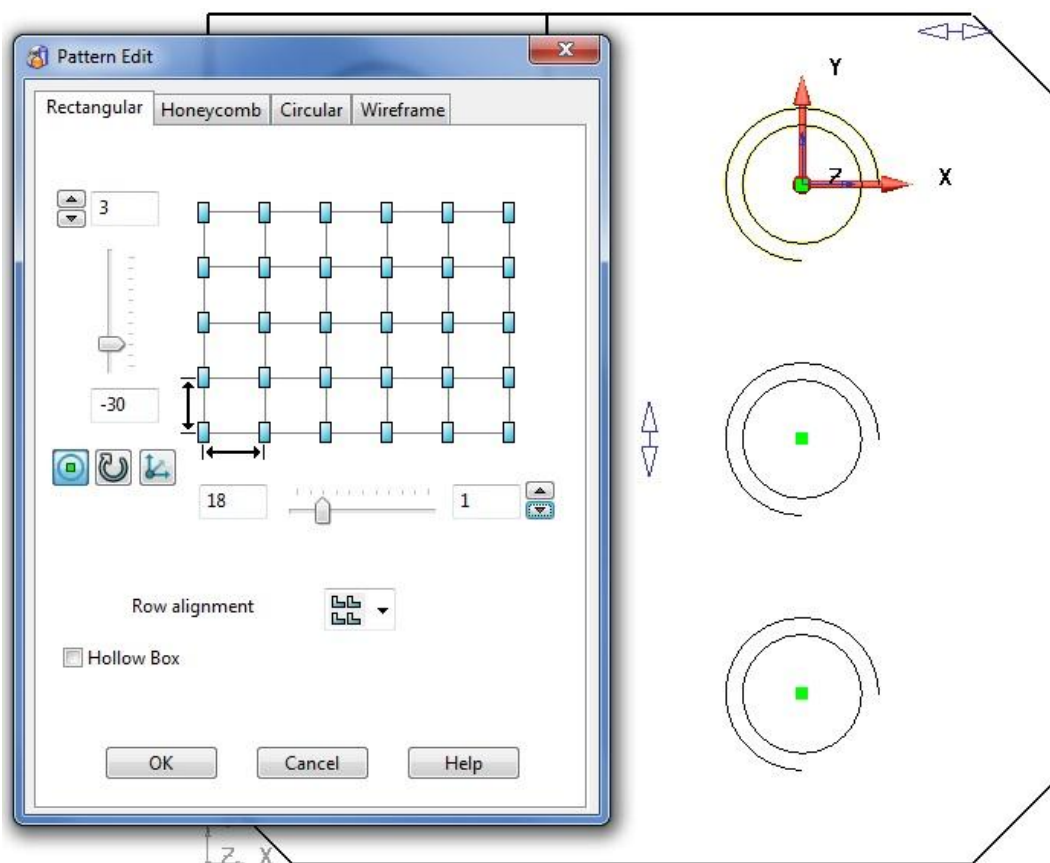 Pattern Edit
Rectangular Honeycomb Circular Wireframe
3
-30
18 1
Row alignment
Hollow Box
OK Cancel Help
Y
Z X
Z X